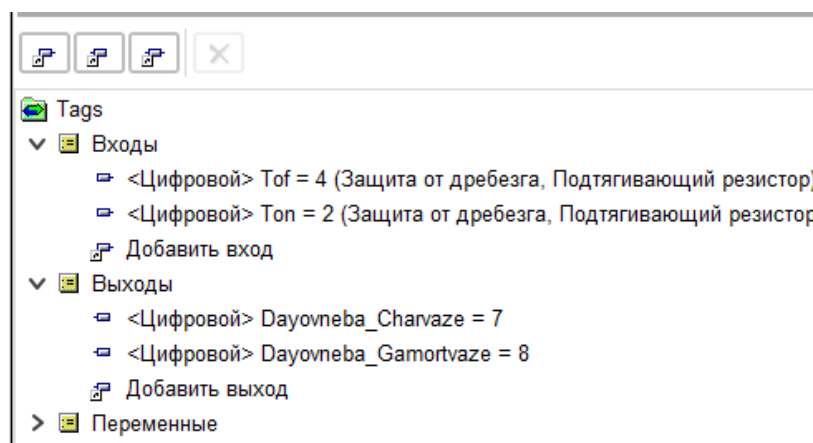 Tags
Входы
<Цифровой> Tof = 4 (Защита от дребезга, Подтягивающий резистор)
<Цифровой> Ton = 2 (Защита от дребезга, Подтягивающий резистор
Добавить вход
Выходы
<Цифровой> Dayovneba_Charvaze = 7
<Цифровой> Dayovneba_Gamortvaze = 8
Добавить выход
Переменные